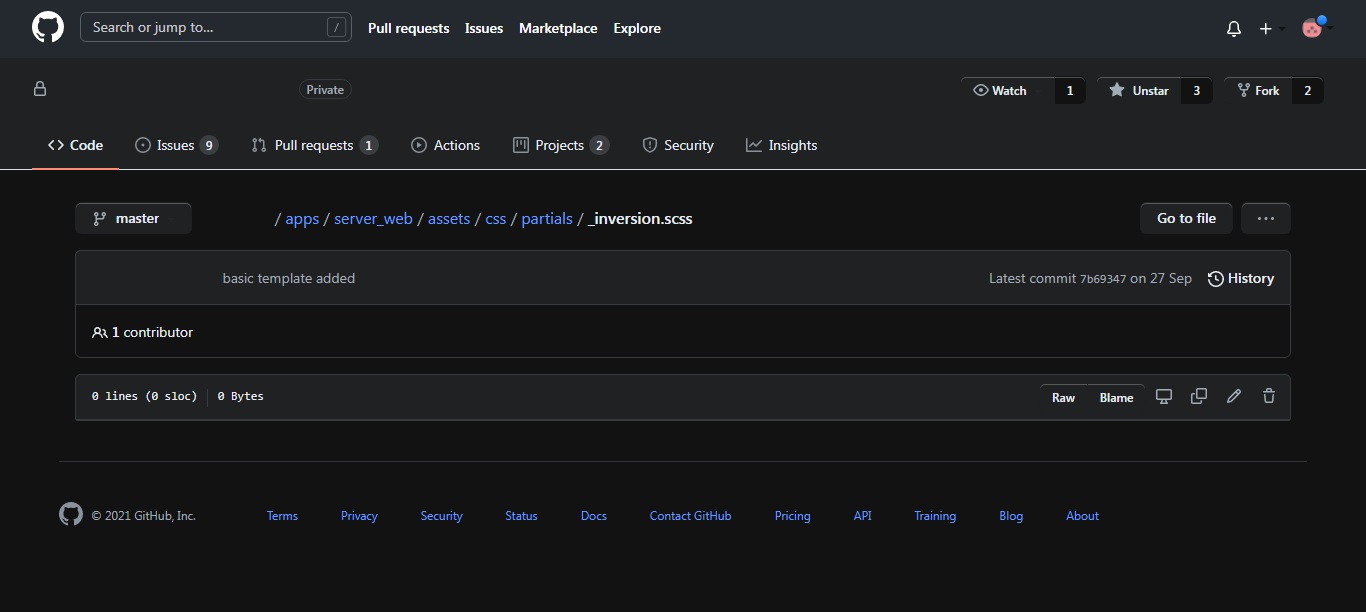 Search or jump to... / Pull requests Issues Marketplace Explore
Private Watch 1 Unstar 3 Fork 2
Code Issues 9 Pull requests 1 Actions Projects 2 Security Insights
master / apps / server_web / assets / css / partials / _inversion.scss Go to file ...
basic template added Latest commit 7b69347 on 27 Sep History
1 contributor
0 lines (0 sloc) 0 Bytes Raw Blame
© 2021 GitHub, Inc. Terms Privacy Security Status Docs Contact GitHub Pricing API Training Blog About